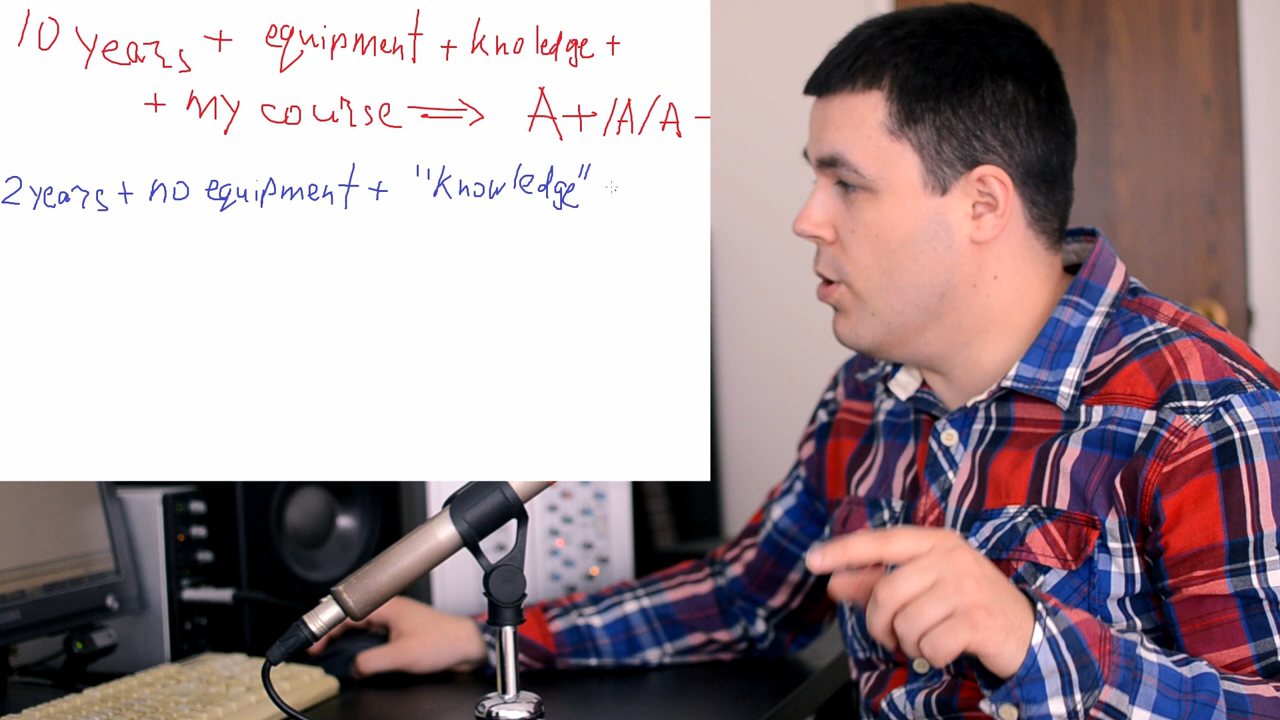 10 years + equipment + knoledge +
+ my course => A+/A/A-
2 years + no equipment + "knowledge"